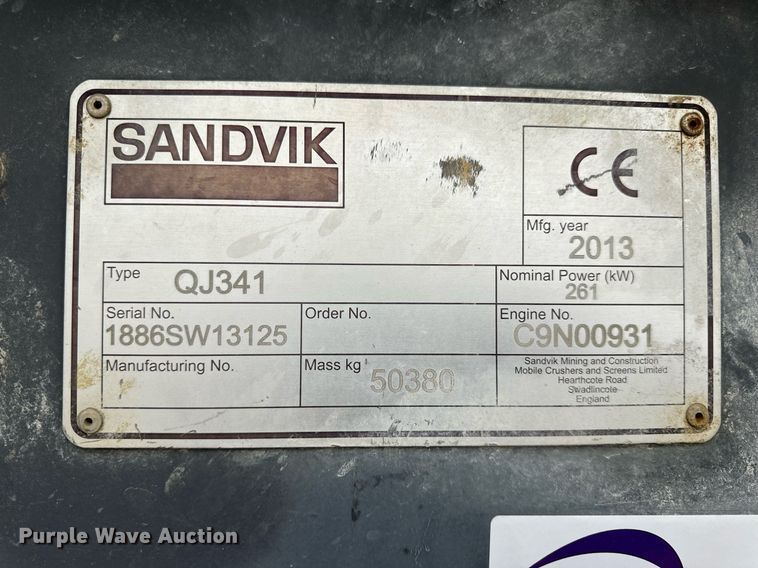 SANDVIK
CE
Mfg. year
2013
Type QJ341
Nominal Power (kW)
261
Serial No.
1886SW13125
Order No.
Engine No.
C9N00931
Manufacturing No.
Mass kg 50380
Sandvik Mining and Construction
Mobile Crushers and Screens Limited
Hearthcote Road
Swadlincote
England
Purple Wave Auction